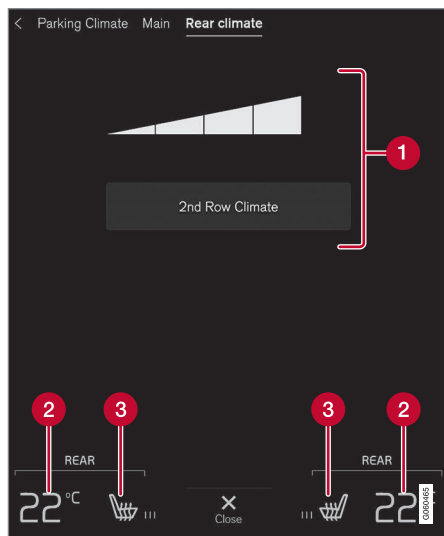 < Parking Climate Main Rear climate
1
2nd Row Climate
2 3 3 2
REAR REAR
22 °C 22
Close
G060465